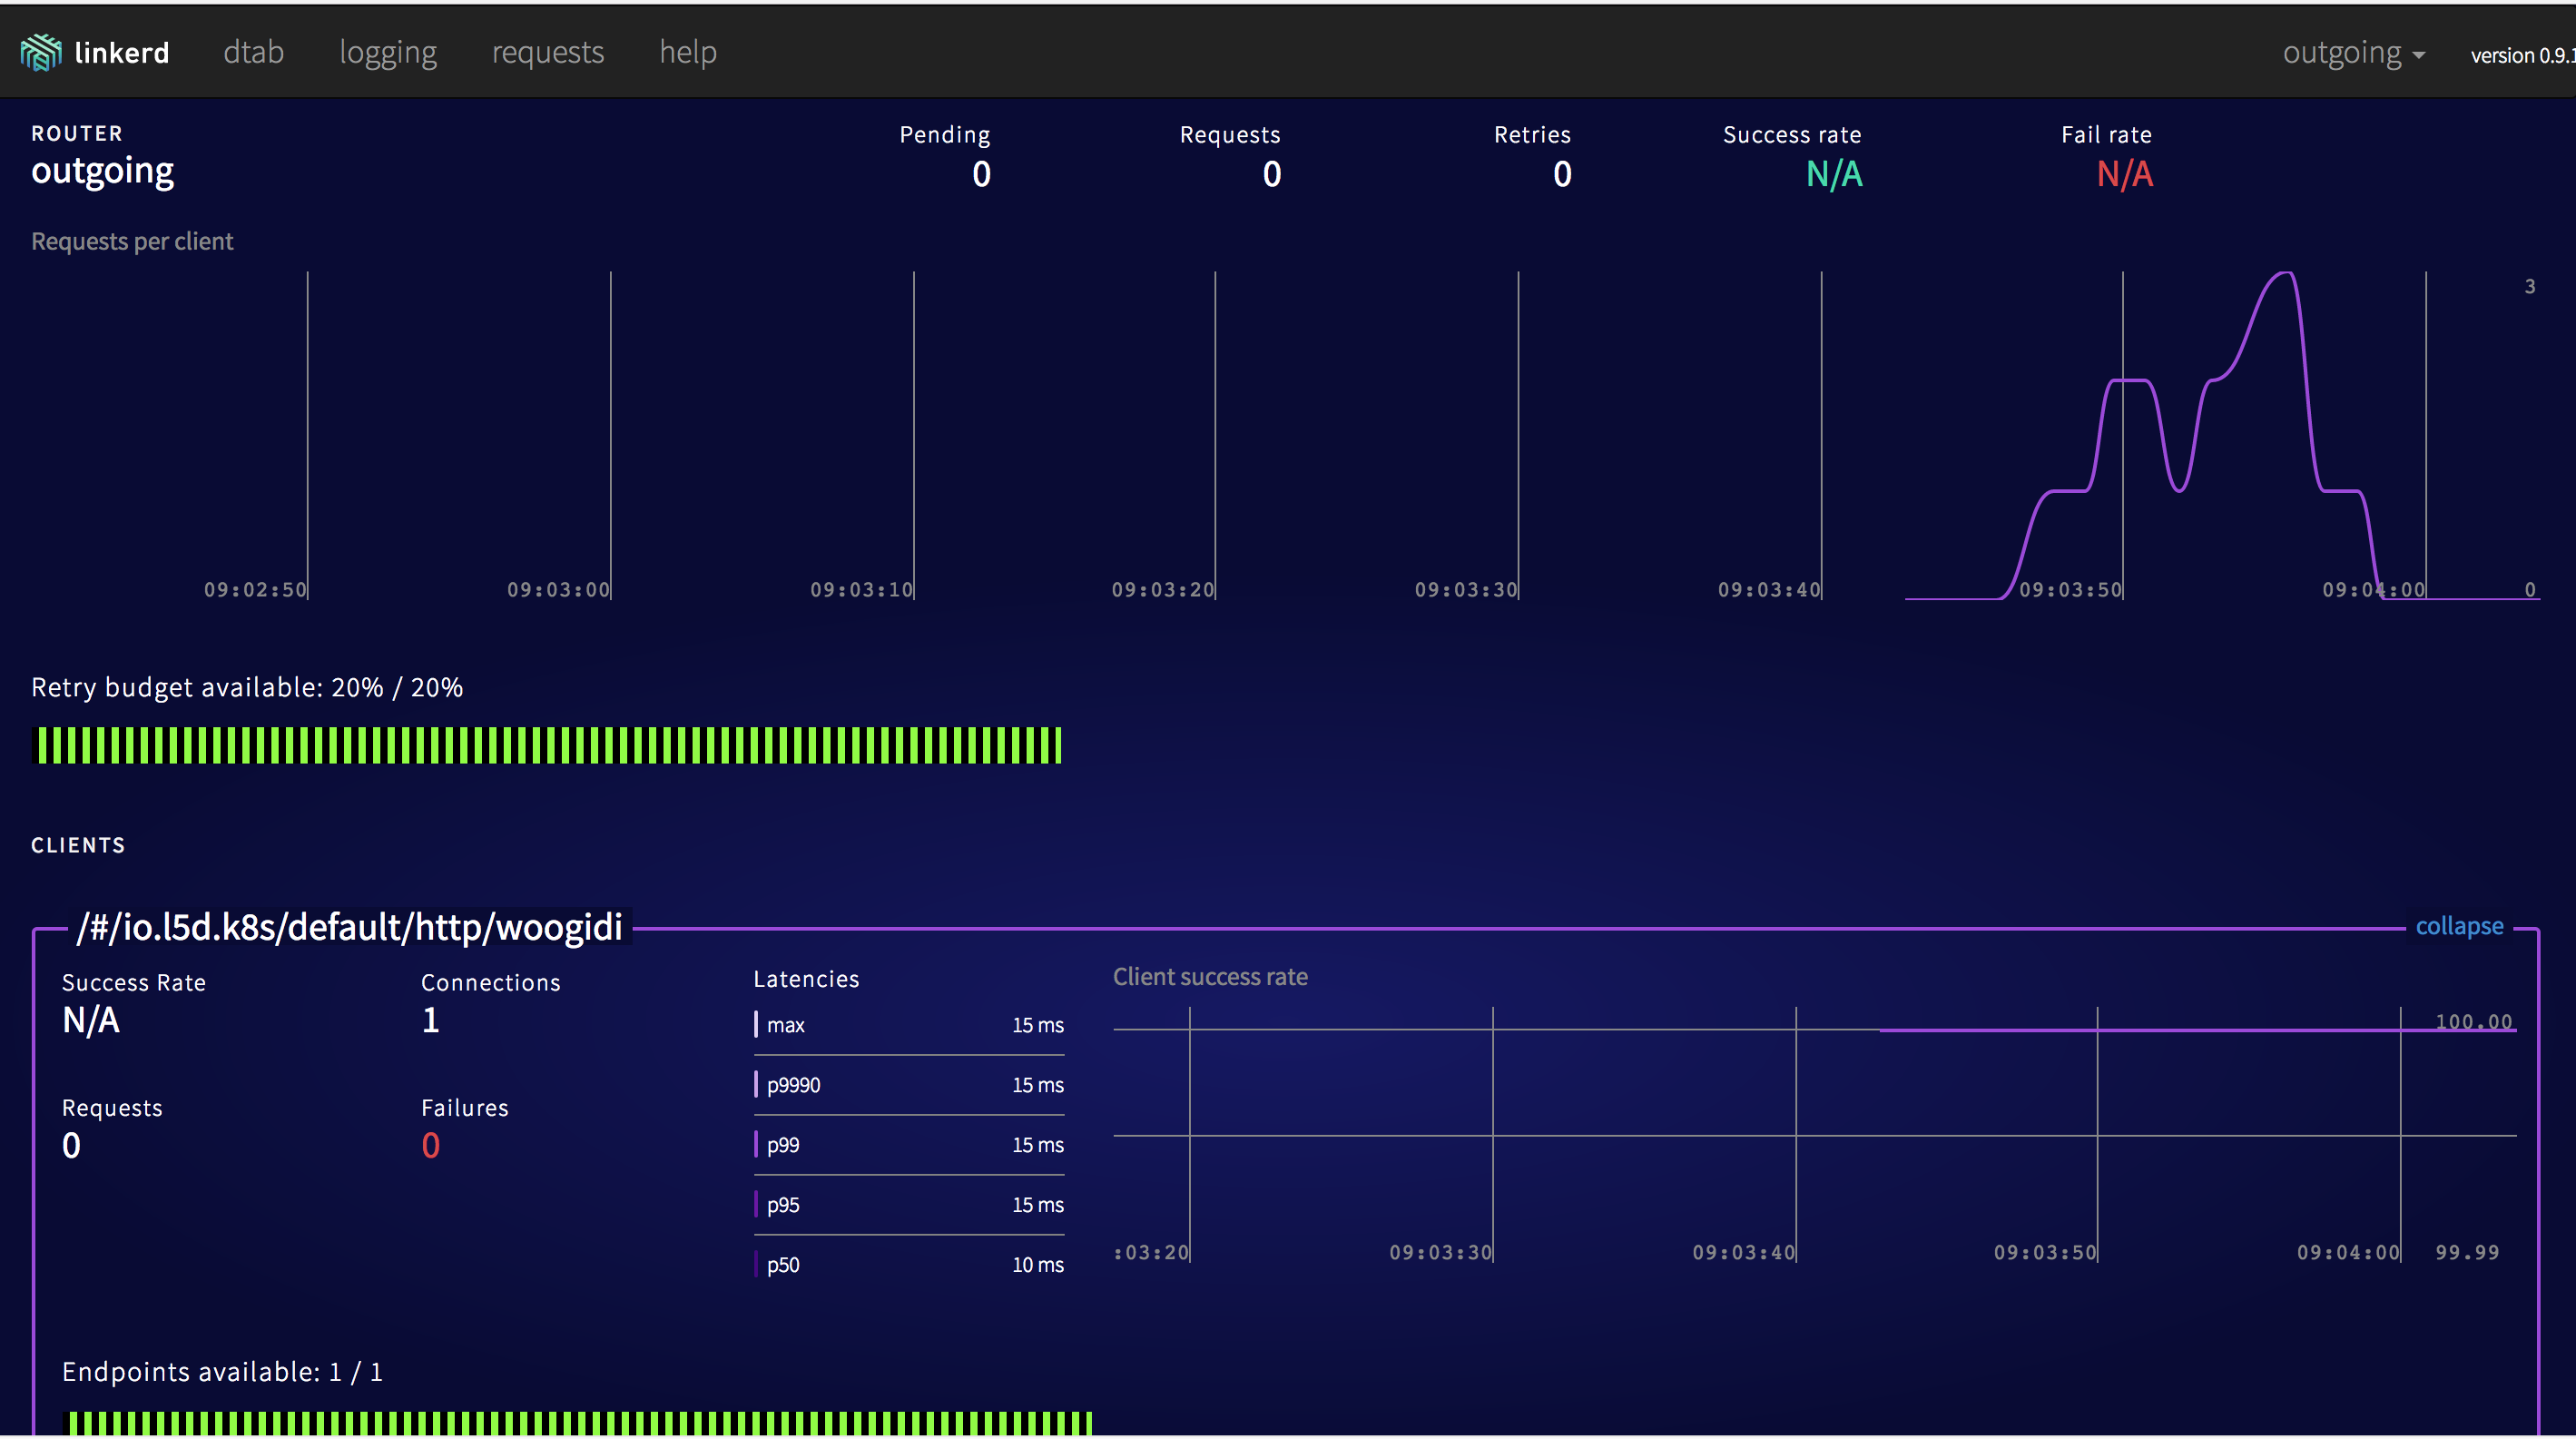 linkerd dtab logging requests help outgoing version 0.9.1
ROUTER
outgoing
Pending Requests Retries Success rate Fail rate
0 0 0 N/A N/A
Requests per client
3
09:02:50 09:03:00 09:03:10 09:03:20 09:03:30 09:03:40 09:03:50 09:04:00 0
Retry budget available: 20% / 20%
CLIENTS
/#/io.l5d.k8s/default/http/woogidi collapse
Success Rate
N/A
Connections
1
Requests
0
Failures
0
Latencies
max 15 ms
p9990 15 ms
p99 15 ms
p95 15 ms
p50 10 ms
Client success rate
100.00
:03:20 09:03:30 09:03:40 09:03:50 09:04:00 99.99
Endpoints available: 1 / 1